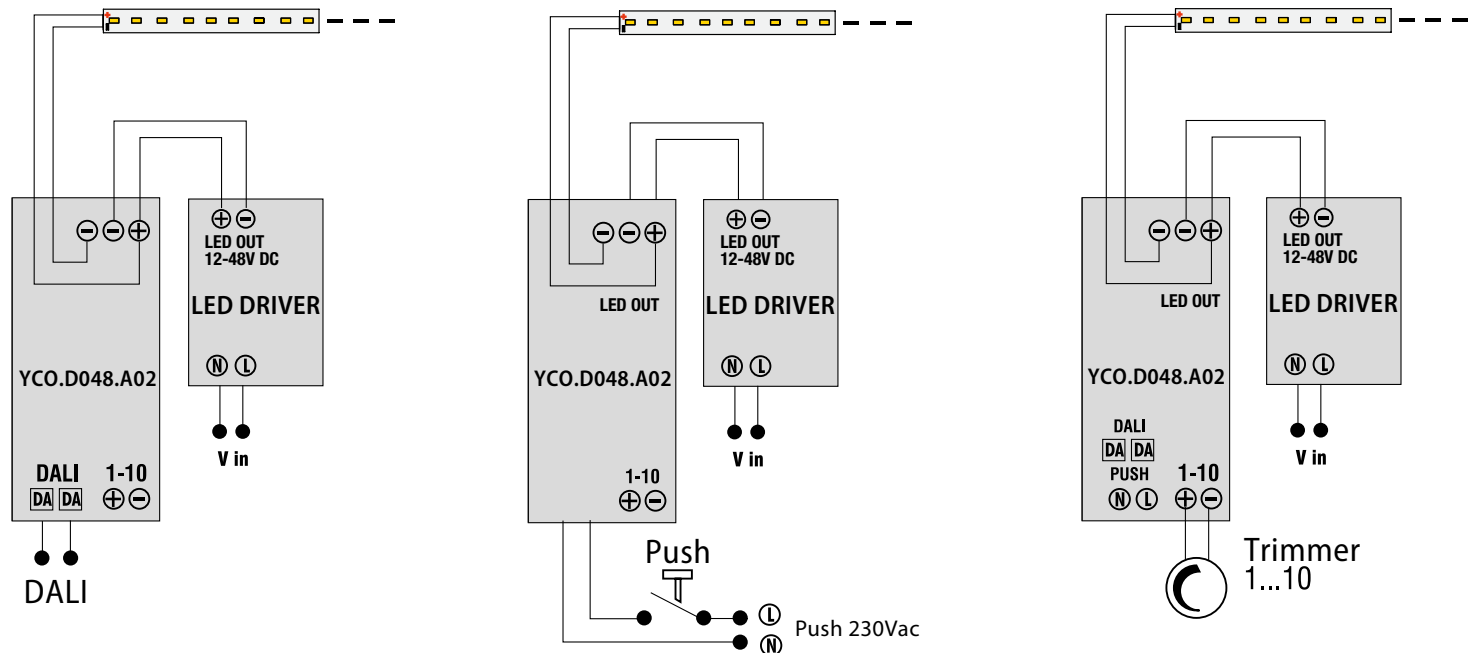 +
⊖ ⊖ ⊕
⊕ ⊖
LED OUT
12-48V DC
LED DRIVER
N L
YCO.D048.A02
V in
DALI 1-10
DA DA ⊕ ⊖
DALI
+
⊖ ⊖ ⊕
⊕ ⊖
LED OUT
12-48V DC
LED OUT
LED DRIVER
N L
YCO.D048.A02
V in
1-10
⊕ ⊖
Push
L
Push 230Vac
N
+
⊖ ⊖ ⊕
⊕ ⊖
LED OUT
12-48V DC
LED OUT
LED DRIVER
N L
YCO.D048.A02
V in
DALI
DA DA
PUSH 1-10
N L ⊕ ⊖
Trimmer
1...10